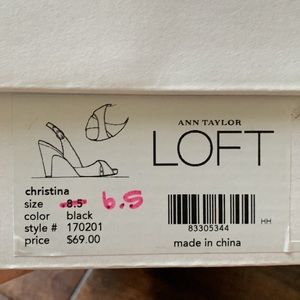 ANN TAYLOR
LOFT
christina
size 8.5 6.5
color black
style # 170201
price $69.00
83305344
HH
made in china